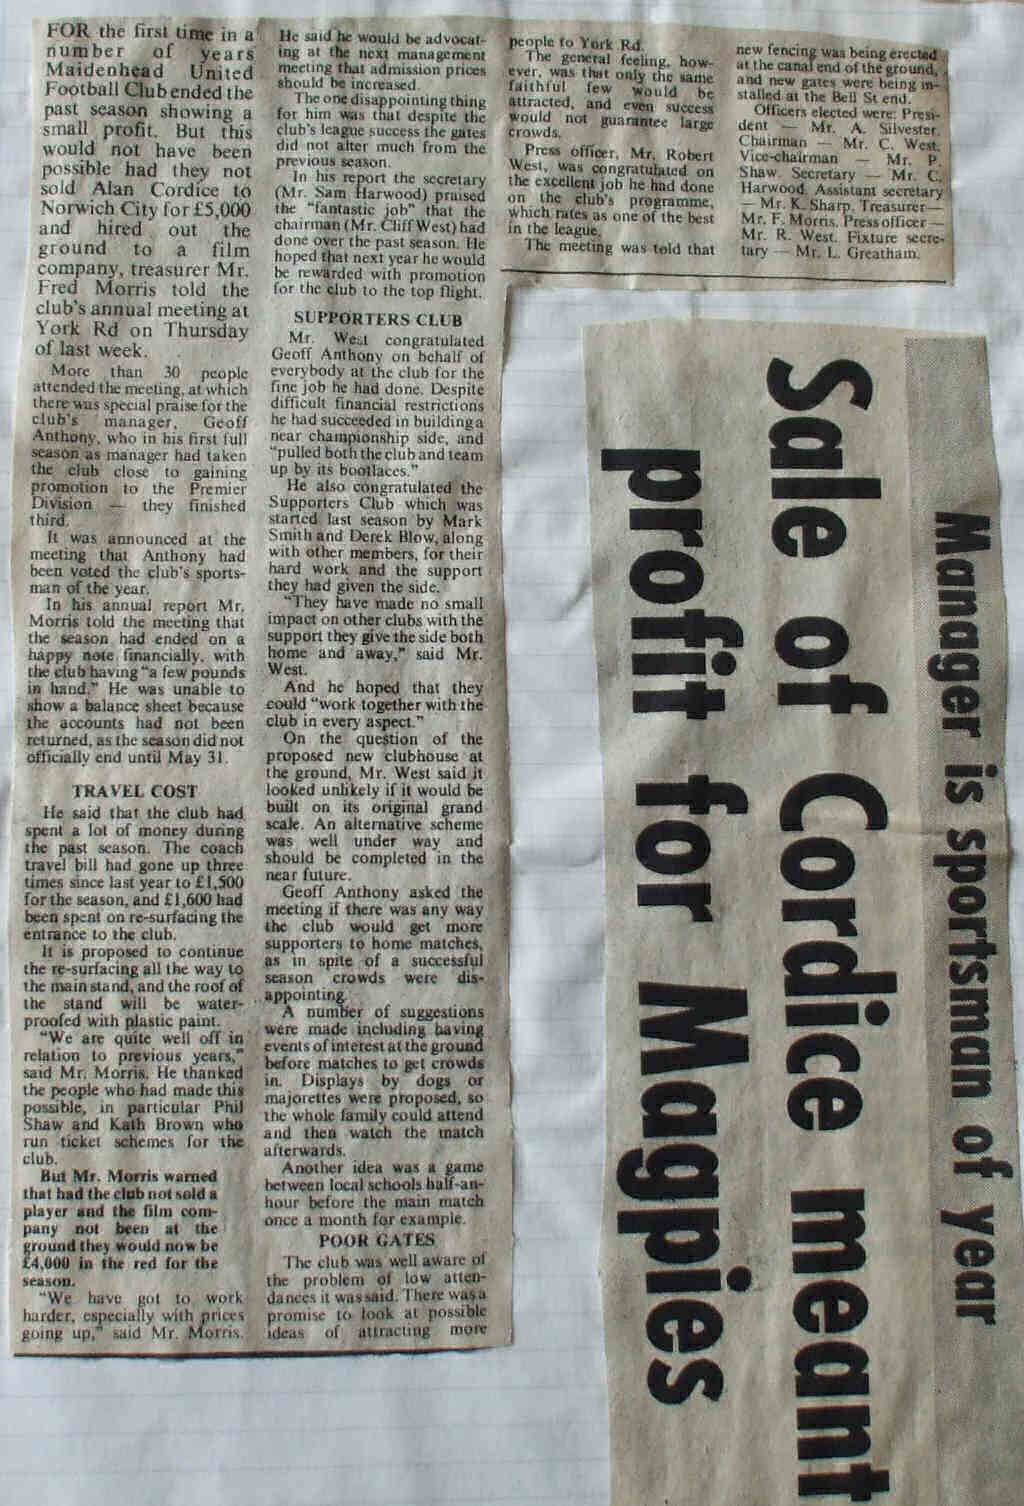 Manager is sportsman of year
Sale of Cordice meant
profit for Magpies
FOR the first time in a
number of years
Maidenhead United
Football Club ended the
past season showing a
small profit. But this
would not have been
possible had they not
sold Alan Cordice to
Norwich City for £5,000
and hired out the
ground to a film
company, treasurer Mr.
Fred Morris told the
club's annual meeting at
York Rd on Thursday
of last week.
More than 30 people
attended the meeting, at which
there was special praise for the
club's manager, Geoff
Anthony, who in his first full
season as manager had taken
the club close to gaining
promotion to the Premier
Division — they finished
third.
It was announced at the
meeting that Anthony had
been voted the club's sports-
man of the year.
In his annual report Mr.
Morris told the meeting that
the season had ended on a
happy note financially, with
the club having "a few pounds
in hand." He was unable to
show a balance sheet because
the accounts had not been
returned, as the season did not
officially end until May 31.
TRAVEL COST
He said that the club had
spent a lot of money during
the past season. The coach
travel bill had gone up three
times since last year to £1,500
for the season, and £1,600 had
been spent on re-surfacing the
entrance to the club.
It is proposed to continue
the re-surfacing all the way to
the main stand, and the roof of
the stand will be water-
proofed with plastic paint.
"We are quite well off in
relation to previous years,"
said Mr. Morris. He thanked
the people who had made this
possible, in particular Phil
Shaw and Kath Brown who
run ticket schemes for the
club.
But Mr. Morris warned
that had the club not sold a
player and the film com-
pany not been at the
ground they would now be
£4,000 in the red for the
season.
"We have got to work
harder, especially with prices
going up," said Mr. Morris.
He said he would be advocat-
ing at the next management
meeting that admission prices
should be increased.
The one disappointing thing
for him was that despite the
club's league success the gates
did not alter much from the
previous season.
In his report the secretary
(Mr. Sam Harwood) praised
the "fantastic job" that the
chairman (Mr. Cliff West) had
done over the past season. He
hoped that next year he would
be rewarded with promotion
for the club to the top flight.
SUPPORTERS CLUB
Mr. West congratulated
Geoff Anthony on behalf of
everybody at the club for the
fine job he had done. Despite
difficult financial restrictions
he had succeeded in building a
near championship side, and
"pulled both the club and team
up by its bootlaces."
He also congratulated the
Supporters Club which was
started last season by Mark
Smith and Derek Blow, along
with other members, for their
hard work and the support
they had given the side.
"They have made no small
impact on other clubs with the
support they give the side both
home and away," said Mr.
West.
And he hoped that they
could "work together with the
club in every aspect."
On the question of the
proposed new clubhouse at
the ground, Mr. West said it
looked unlikely if it would be
built on its original grand
scale. An alternative scheme
was well under way and
should be completed in the
near future.
Geoff Anthony asked the
meeting if there was any way
the club would get more
supporters to home matches,
as in spite of a successful
season crowds were dis-
appointing.
A number of suggestions
were made including having
events of interest at the ground
before matches to get crowds
in. Displays by dogs or
majorettes were proposed, so
the whole family could attend
and then watch the match
afterwards.
Another idea was a game
between local schools half-an-
hour before the main match
once a month for example.
POOR GATES
The club was well aware of
the problem of low atten-
dances it was said. There was a
promise to look at possible
ideas of attracting more
people to York Rd.
The general feeling, how-
ever, was that only the same
faithful few would be
attracted, and even success
would not guarantee large
crowds.
Press officer, Mr. Robert
West, was congratulated on
the excellent job he had done
on the club's programme,
which rates as one of the best
in the league.
The meeting was told that
new fencing was being erected
at the canal end of the ground,
and new gates were being in-
stalled at the Bell St end.
Officers elected were: Presi-
dent — Mr. A. Silvester.
Chairman — Mr. C. West.
Vice-chairman — Mr. P.
Shaw. Secretary — Mr. C.
Harwood. Assistant secretary
— Mr. K. Sharp. Treasurer —
Mr. F. Morris. Press officer —
Mr. R. West. Fixture secre-
tary — Mr. L. Greatham.